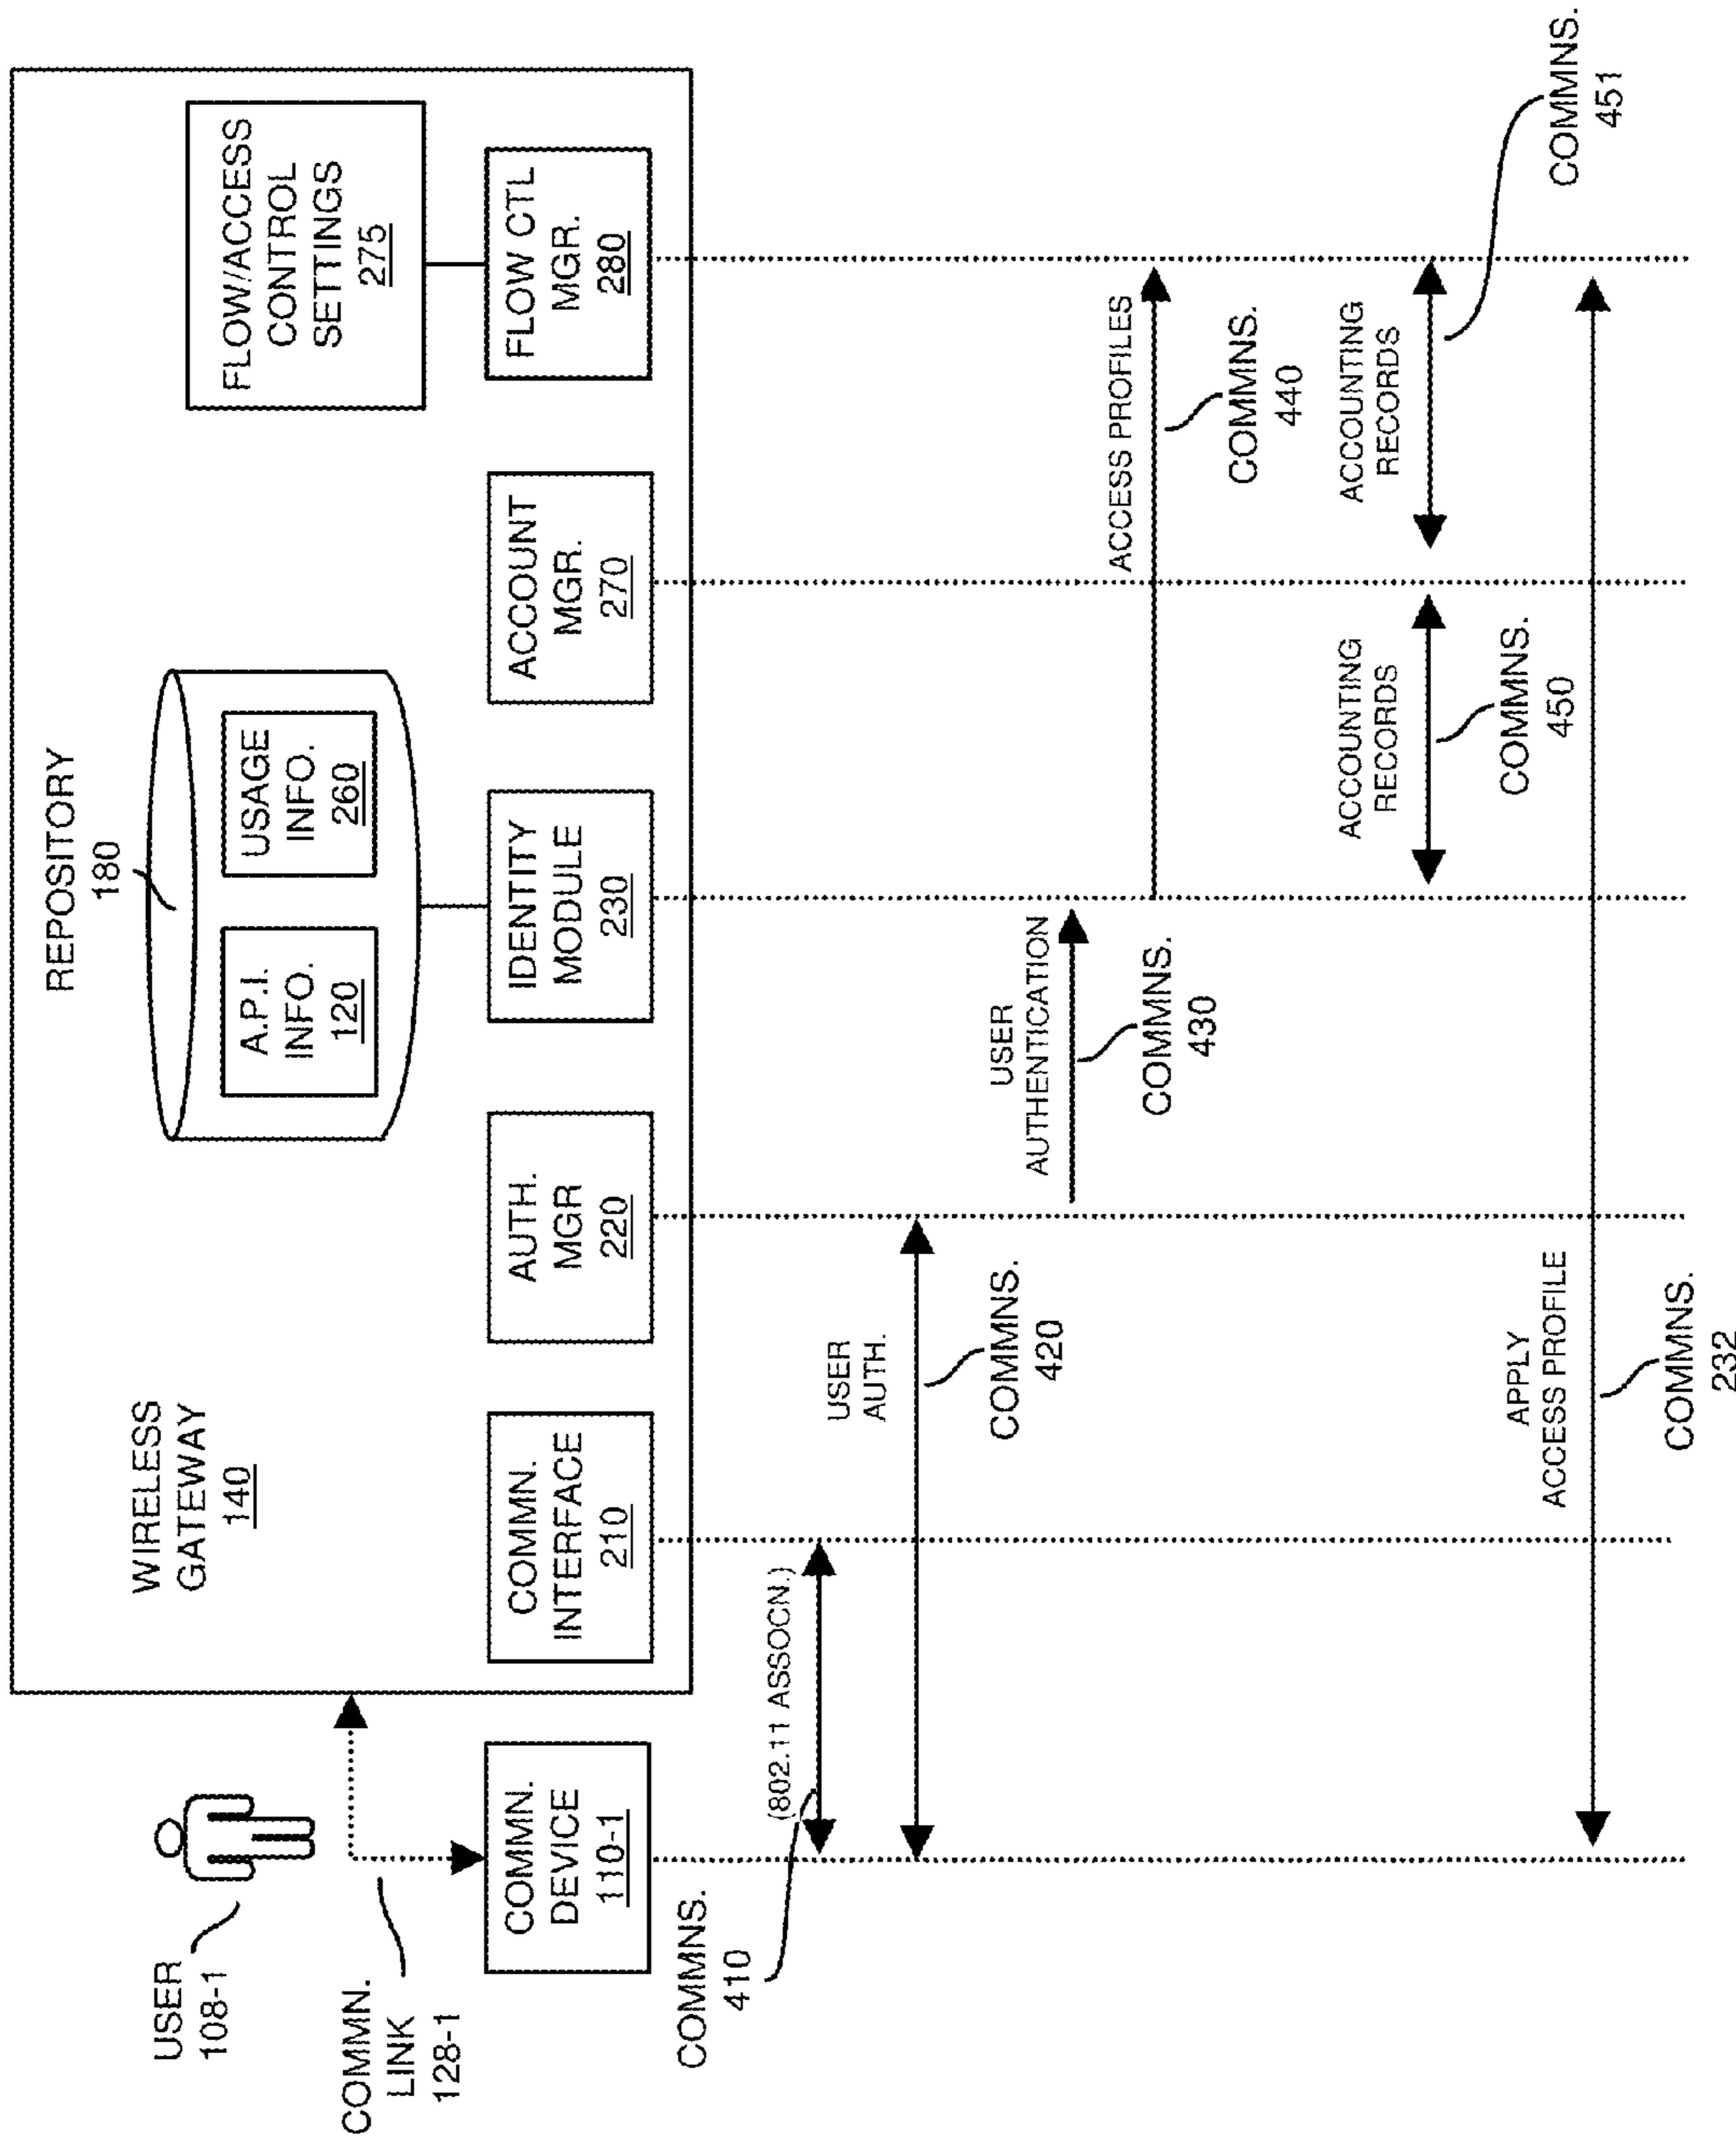 USER
108-1
COMMN.
LINK
128-1
WIRELESS
GATEWAY
140
REPOSITORY
180
A.P.I.
INFO.
120
USAGE
INFO.
260
FLOW/ACCESS
CONTROL
SETTINGS
275
COMMN.
DEVICE
110-1
COMMN.
INTERFACE
210
AUTH.
MGR
220
IDENTITY
MODULE
230
ACCOUNT
MGR.
270
FLOW CTL
MGR.
280
COMMNS.
410
(802.11 ASSOCN.)
USER
AUTH.
COMMNS.
420
USER
AUTHENTICATION
COMMNS.
430
ACCESS PROFILES
COMMNS.
440
ACCOUNTING
RECORDS
COMMNS.
450
ACCOUNTING
RECORDS
COMMNS.
451
APPLY
ACCESS PROFILE
COMMNS.
232